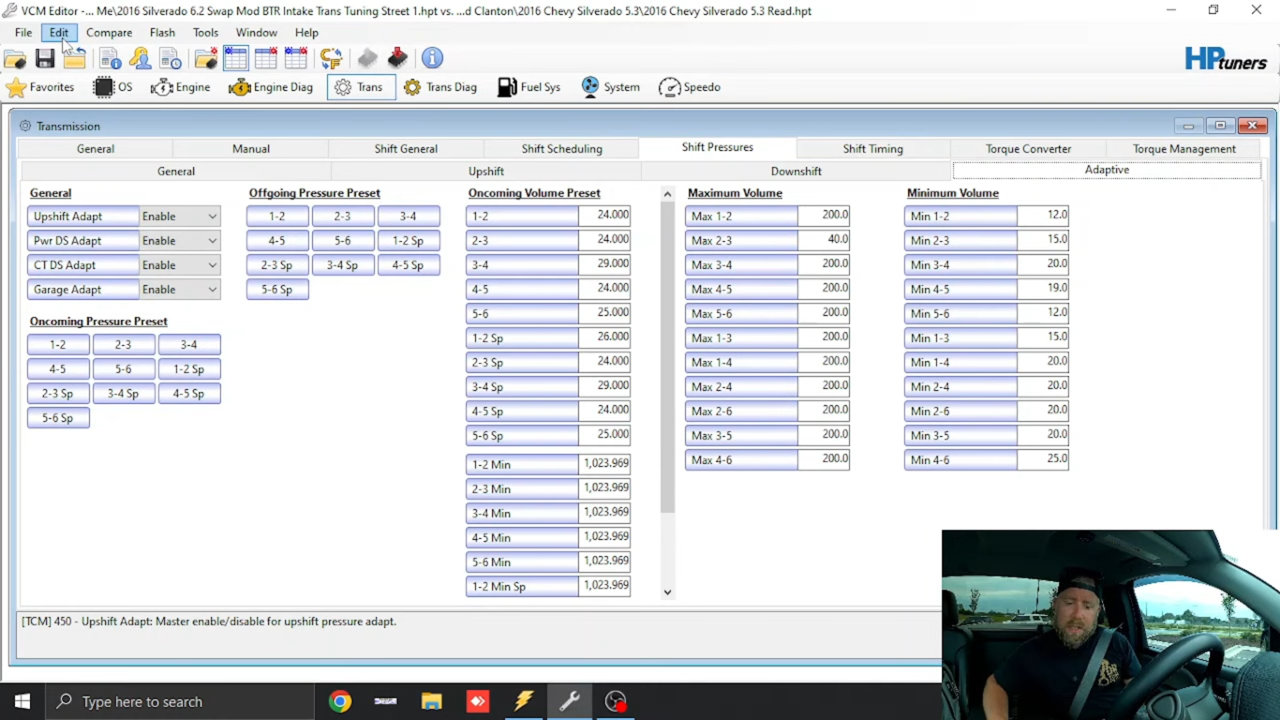 VCM Editor -... Me\2016 Silverado 6.2 Swap Mod BTR Intake Trans Tuning Street 1.hpt vs. ...d Clanton\2016 Chevy Silverado 5.3\2016 Chevy Silverado 5.3 Read.hpt
File Edit Compare Flash Tools Window Help
HPtuners
Favorites OS Engine Engine Diag Trans Trans Diag Fuel Sys System Speedo
Transmission
General Manual Shift General Shift Scheduling Shift Pressures Shift Timing Torque Converter Torque Management
General Upshift Downshift Adaptive
General
Upshift Adapt Enable
Pwr DS Adapt Enable
CT DS Adapt Enable
Garage Adapt Enable
Oncoming Pressure Preset
1-2 2-3 3-4
4-5 5-6 1-2 Sp
2-3 Sp 3-4 Sp 4-5 Sp
5-6 Sp
Offgoing Pressure Preset
1-2 2-3 3-4
4-5 5-6 1-2 Sp
2-3 Sp 3-4 Sp 4-5 Sp
5-6 Sp
Oncoming Volume Preset
1-2 24.000
2-3 24.000
3-4 29.000
4-5 24.000
5-6 25.000
1-2 Sp 26.000
2-3 Sp 24.000
3-4 Sp 29.000
4-5 Sp 24.000
5-6 Sp 25.000
1-2 Min 1,023.969
2-3 Min 1,023.969
3-4 Min 1,023.969
4-5 Min 1,023.969
5-6 Min 1,023.969
1-2 Min Sp 1,023.969
Maximum Volume
Max 1-2 200.0
Max 2-3 40.0
Max 3-4 200.0
Max 4-5 200.0
Max 5-6 200.0
Max 1-3 200.0
Max 1-4 200.0
Max 2-4 200.0
Max 2-6 200.0
Max 3-5 200.0
Max 4-6 200.0
Minimum Volume
Min 1-2 12.0
Min 2-3 15.0
Min 3-4 20.0
Min 4-5 19.0
Min 5-6 12.0
Min 1-3 15.0
Min 1-4 20.0
Min 2-4 20.0
Min 2-6 20.0
Min 3-5 20.0
Min 4-6 25.0
[TCM] 450 - Upshift Adapt: Master enable/disable for upshift pressure adapt.
Type here to search